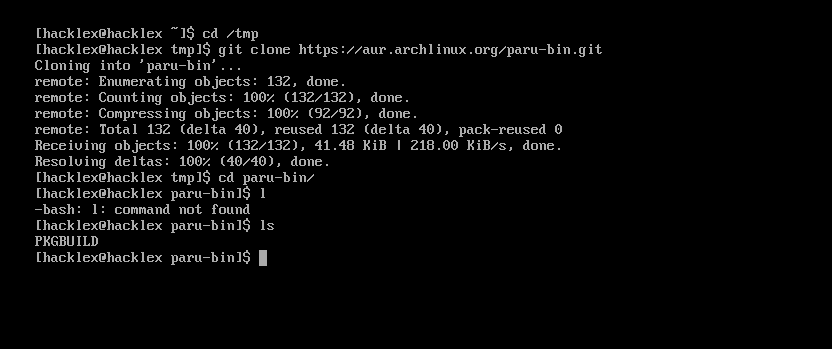 [hacklex@hacklex ~]$ cd /tmp
[hacklex@hacklex tmp]$ git clone https://aur.archlinux.org/paru-bin.git
Cloning into 'paru-bin'...
remote: Enumerating objects: 132, done.
remote: Counting objects: 100% (132/132), done.
remote: Compressing objects: 100% (92/92), done.
remote: Total 132 (delta 40), reused 132 (delta 40), pack-reused 0
Receiving objects: 100% (132/132), 41.48 KiB | 218.00 KiB/s, done.
Resolving deltas: 100% (40/40), done.
[hacklex@hacklex tmp]$ cd paru-bin/
[hacklex@hacklex paru-bin]$ l
-bash: l: command not found
[hacklex@hacklex paru-bin]$ ls
PKGBUILD
[hacklex@hacklex paru-bin]$